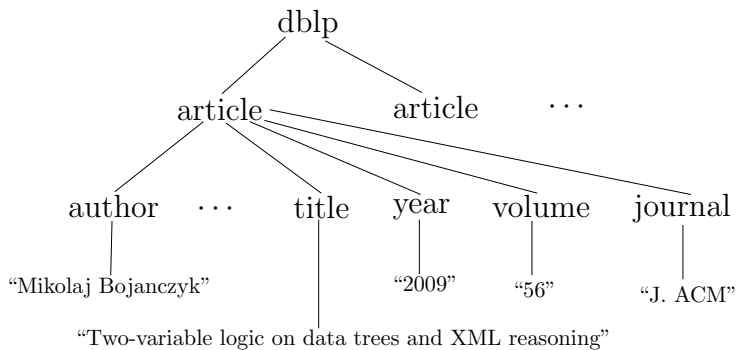 dblp
article article ...
author ... title year volume journal
“Mikolaj Bojanczyk” “2009” “56” “J. ACM”
“Two-variable logic on data trees and XML reasoning”